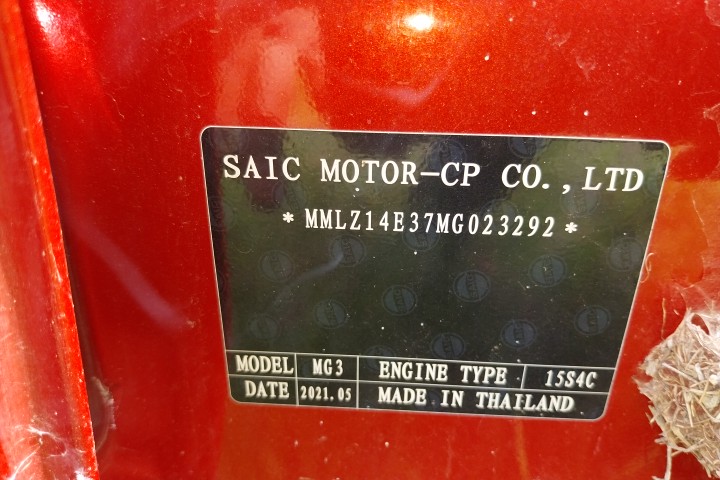 SAIC MOTOR-CP CO.,LTD
*MMLZ14E37MG023292*
MODEL MG3 ENGINE TYPE 15S4C
DATE 2021.05 MADE IN THAILAND